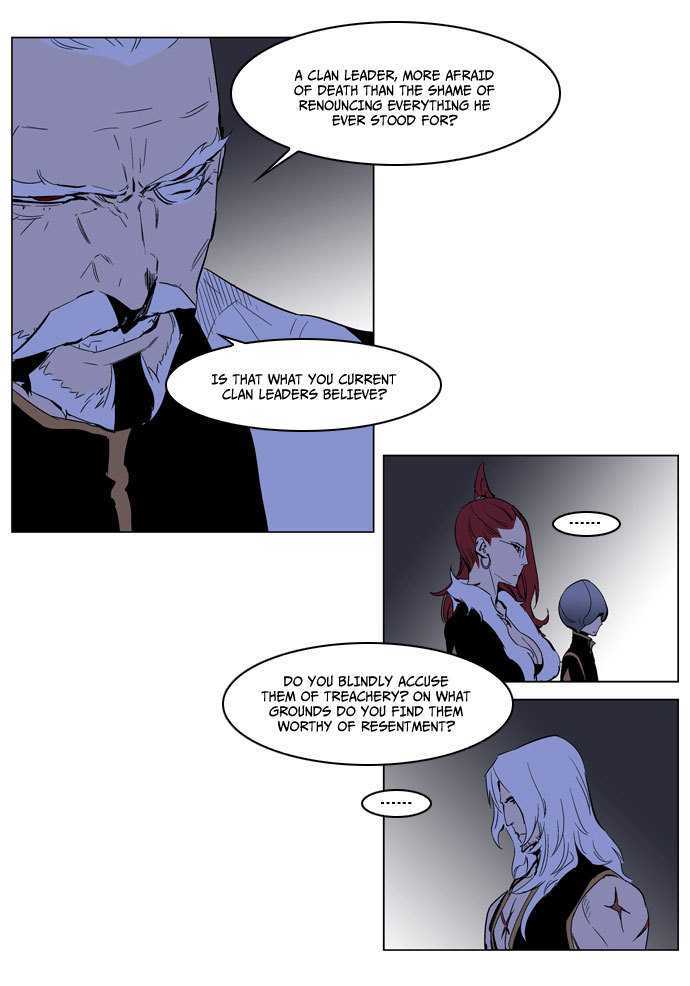 A CLAN LEADER, MORE AFRAID
OF DEATH THAN THE SHAME OF
RENOUNCING EVERYTHING HE
EVER STOOD FOR?
IS THAT WHAT YOU CURRENT
CLAN LEADERS BELIEVE?
------
DO YOU BLINDLY ACCUSE
THEM OF TREACHERY? ON WHAT
GROUNDS DO YOU FIND THEM
WORTHY OF RESENTMENT?
------